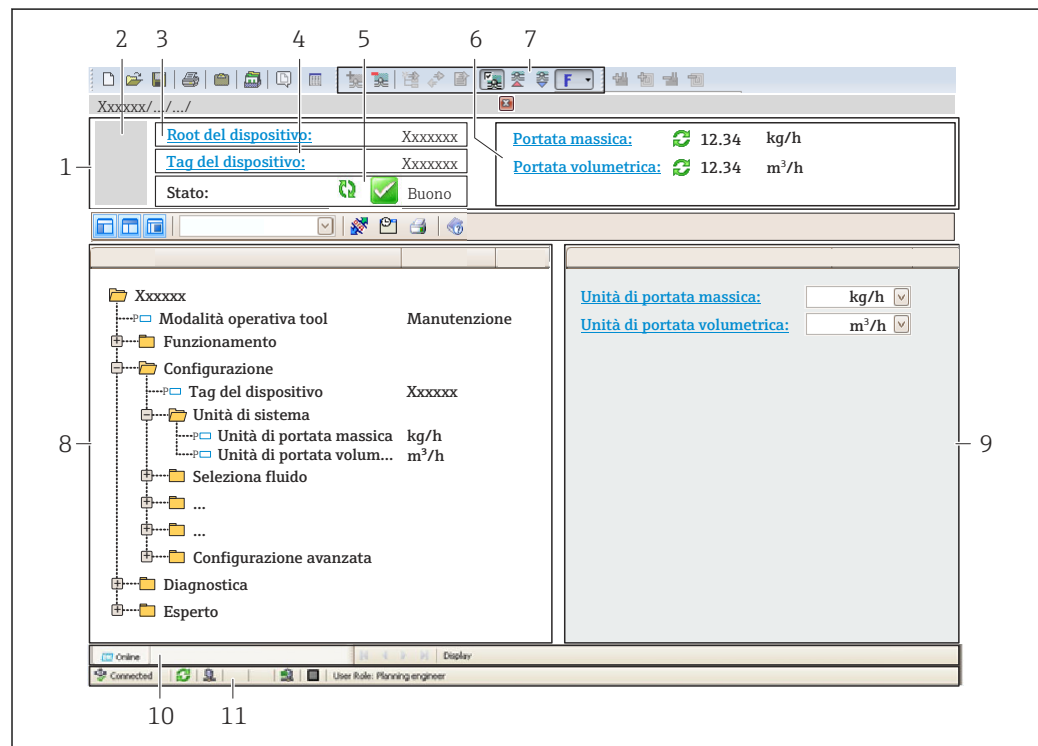 2 3 4 5 6 7
F
Xxxxxx/.../.../
1
Root del dispositivo: Xxxxxxx
Tag del dispositivo: Xxxxxxx
Stato: Buono
Portata massica: 12.34 kg/h
Portata volumetrica: 12.34 m³/h
8
Xxxxxx
P Modalità operativa tool Manutenzione
Funzionamento
Configurazione
P Tag del dispositivo Xxxxxx
Unità di sistema
P Unità di portata massica kg/h
P Unità di portata volum... m³/h
Seleziona fluido
...
...
Configurazione avanzata
Diagnostica
Esperto
Unità di portata massica: kg/h
Unità di portata volumetrica: m³/h
9
Online Display
Connected User Role: Planning engineer
10 11